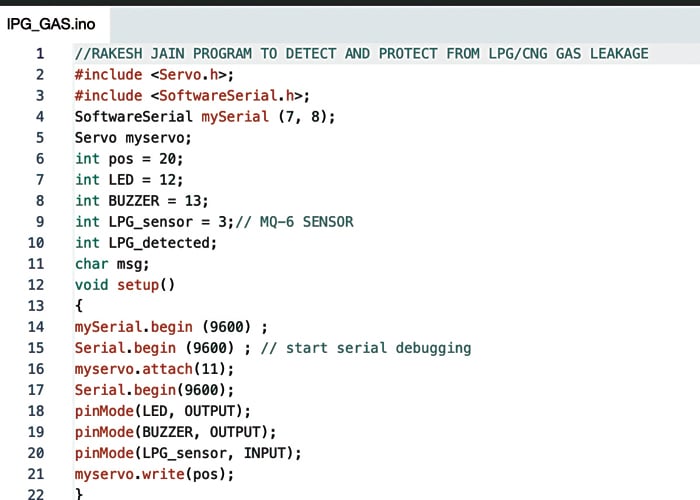 IPG_GAS.ino
1 //RAKESH JAIN PROGRAM TO DETECT AND PROTECT FROM LPG/CNG GAS LEAKAGE
2 #include <Servo.h>;
3 #include <SoftwareSerial.h>;
4 SoftwareSerial mySerial (7, 8);
5 Servo myservo;
6 int pos = 20;
7 int LED = 12;
8 int BUZZER = 13;
9 int LPG_sensor = 3;// MQ-6 SENSOR
10 int LPG_detected;
11 char msg;
12 void setup()
13 {
14 mySerial.begin (9600) ;
15 Serial.begin (9600) ; // start serial debugging
16 myservo.attach(11);
17 Serial.begin(9600);
18 pinMode(LED, OUTPUT);
19 pinMode(BUZZER, OUTPUT);
20 pinMode(LPG_sensor, INPUT);
21 myservo.write(pos);
22 }